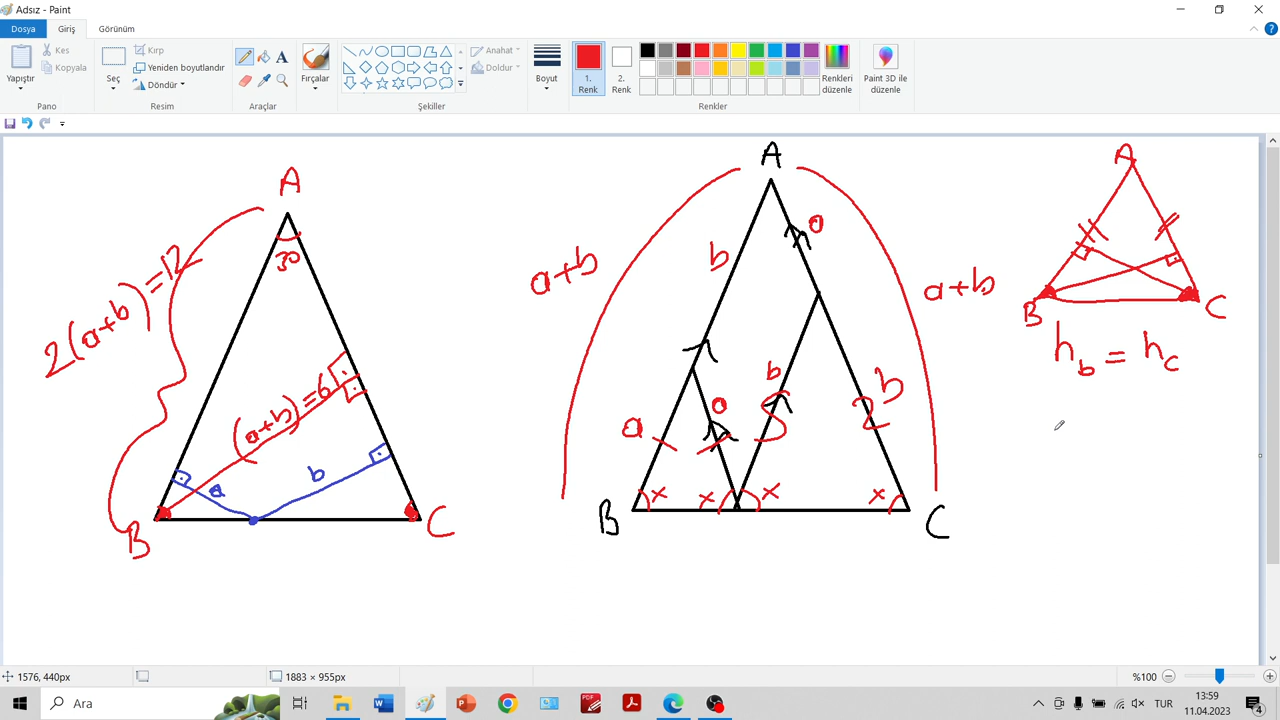 Adsız - Paint
Dosya
Giriş
Görünüm
Yapıştır
Kes
Kopyala
Pano
Seç
Kırp
Yeniden boyutlandır
Döndür
Resim
A
Araçlar
Fırçalar
Şekiller
Anahat
Doldur
Boyut
1.
Renk
2.
Renk
Renkler
Renkleri
düzenle
Paint 3D ile
düzenle
A
30
2(a+b)=12
(a+b)=6
a
b
B
C
A
a
b
a+b
a+b
b
b
a
a
x
x
x
x
B
C
A
B
C
h_b = h_c
1576, 440px
1883 × 955px
%100
Ara
TUR
13:59
11.04.2023
4